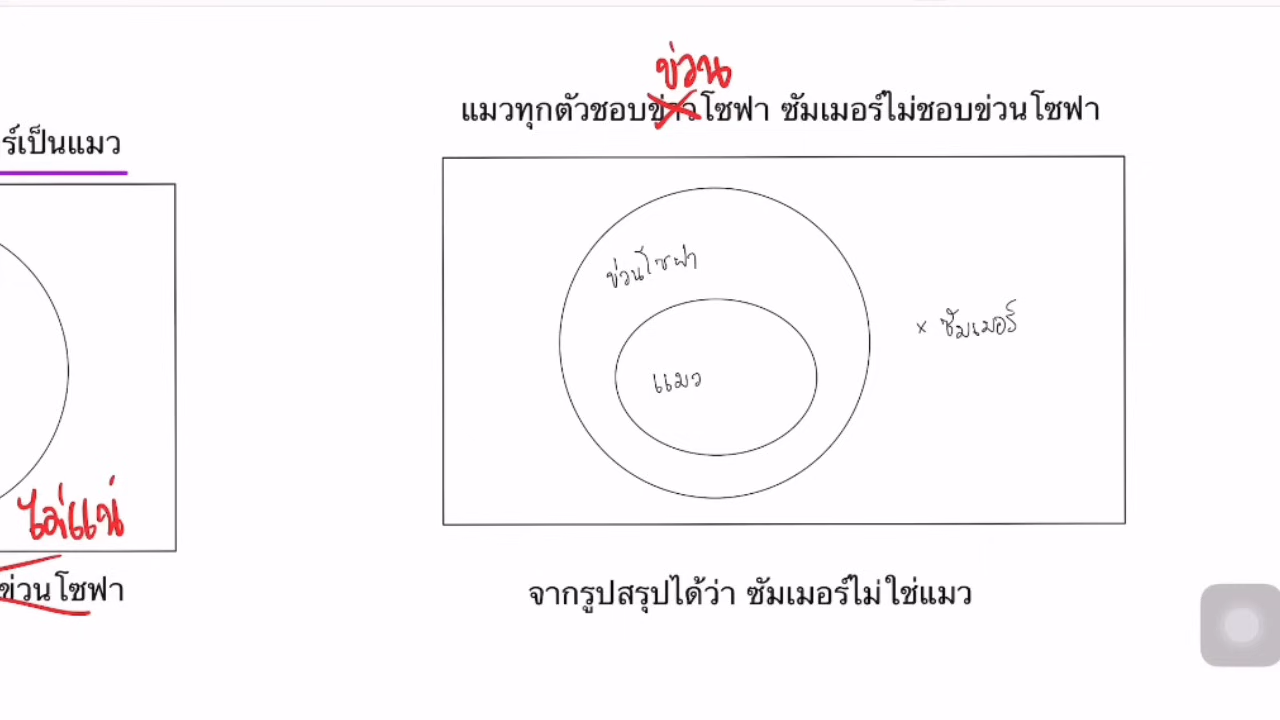 ข่วน
แมวทุกตัวชอบข่าวโซฟา ซัมเมอร์ไม่ชอบข่วนโซฟา
ร์เป็นแมว
ข่วนโซฟา
× ซัมเมอร์
แมว
ไม่แน่
ข่วนโซฟา
จากรูปสรุปได้ว่า ซัมเมอร์ไม่ใช่แมว